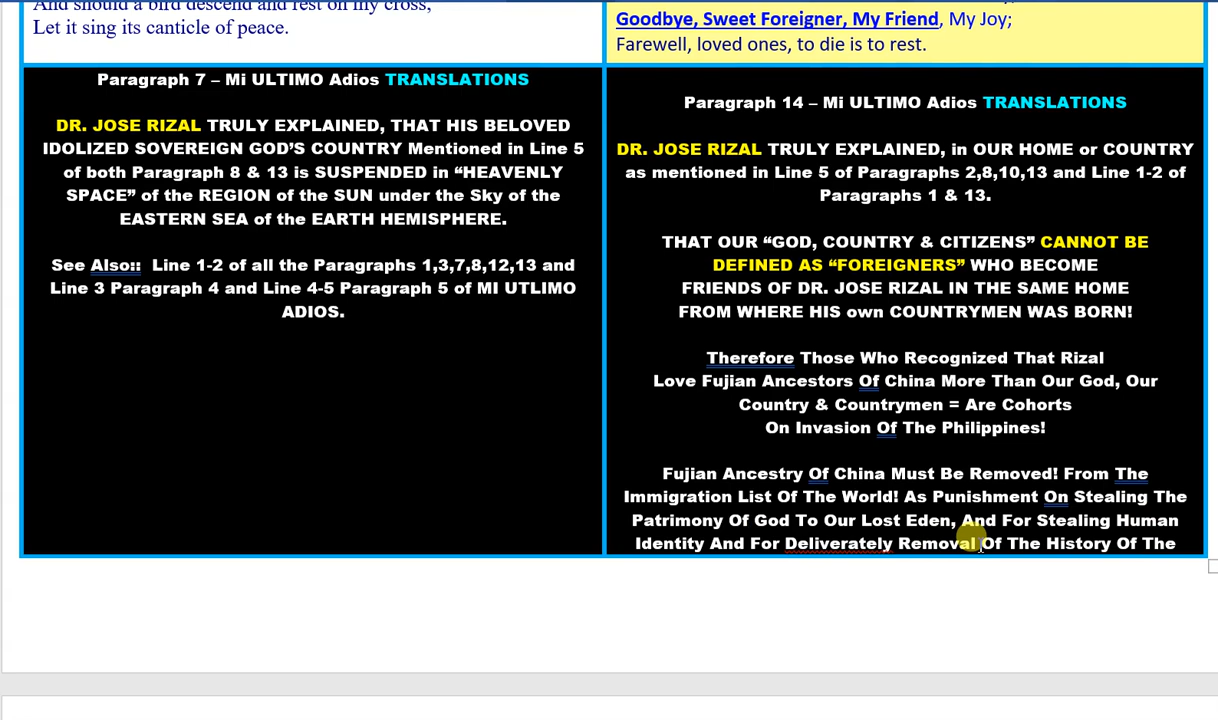 And should a bird descend and rest on my cross,
Let it sing its canticle of peace.
Goodbye, Sweet Foreigner, My Friend, My Joy;
Farewell, loved ones, to die is to rest.
Paragraph 7 – Mi ULTIMO Adios TRANSLATIONS
DR. JOSE RIZAL TRULY EXPLAINED, THAT HIS BELOVED
IDOLIZED SOVEREIGN GOD’S COUNTRY Mentioned in Line 5
of both Paragraph 8 & 13 is SUSPENDED in “HEAVENLY
SPACE” of the REGION of the SUN under the Sky of the
EASTERN SEA of the EARTH HEMISPHERE.
See Also:: Line 1-2 of all the Paragraphs 1,3,7,8,12,13 and
Line 3 Paragraph 4 and Line 4-5 Paragraph 5 of MI UTLIMO
ADIOS.
Paragraph 14 – Mi ULTIMO Adios TRANSLATIONS
DR. JOSE RIZAL TRULY EXPLAINED, in OUR HOME or COUNTRY
as mentioned in Line 5 of Paragraphs 2,8,10,13 and Line 1-2 of
Paragraphs 1 & 13.
THAT OUR “GOD, COUNTRY & CITIZENS” CANNOT BE
DEFINED AS “FOREIGNERS” WHO BECOME
FRIENDS OF DR. JOSE RIZAL IN THE SAME HOME
FROM WHERE HIS own COUNTRYMEN WAS BORN!
Therefore Those Who Recognized That Rizal
Love Fujian Ancestors Of China More Than Our God, Our
Country & Countrymen = Are Cohorts
On Invasion Of The Philippines!
Fujian Ancestry Of China Must Be Removed! From The
Immigration List Of The World! As Punishment On Stealing The
Patrimony Of God To Our Lost Eden, And For Stealing Human
Identity And For Deliverately Removal Of The History Of The